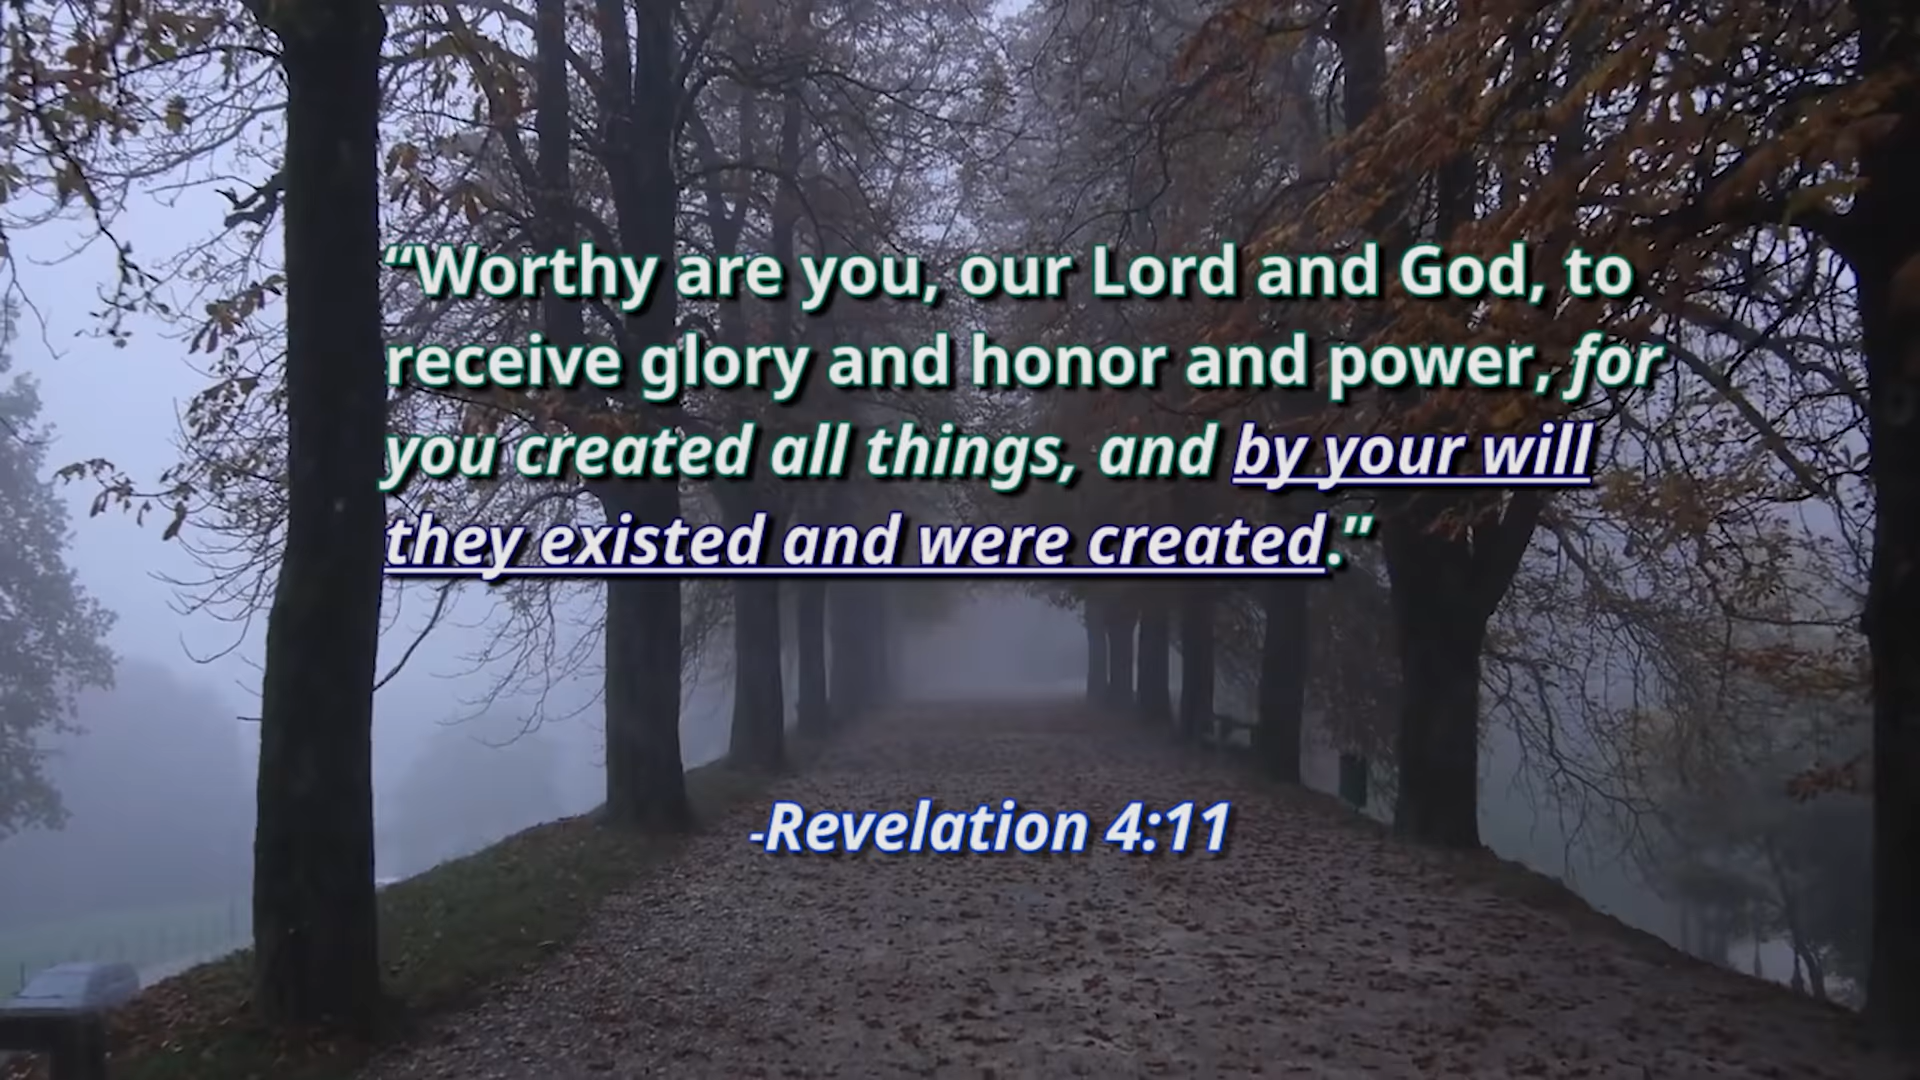 “Worthy are you, our Lord and God, to
receive glory and honor and power, for
you created all things, and by your will
they existed and were created.”
-Revelation 4:11